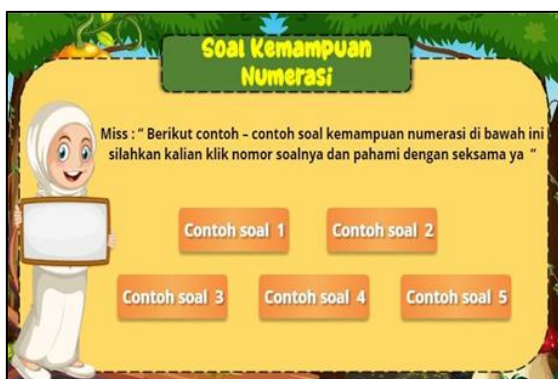 Soal Kemampuan
Numerasi
Miss : “ Berikut contoh – contoh soal kemampuan numerasi di bawah ini
silahkan kalian klik nomor soalnya dan pahami dengan seksama ya “
Contoh soal 1
Contoh soal 2
Contoh soal 3
Contoh soal 4
Contoh soal 5